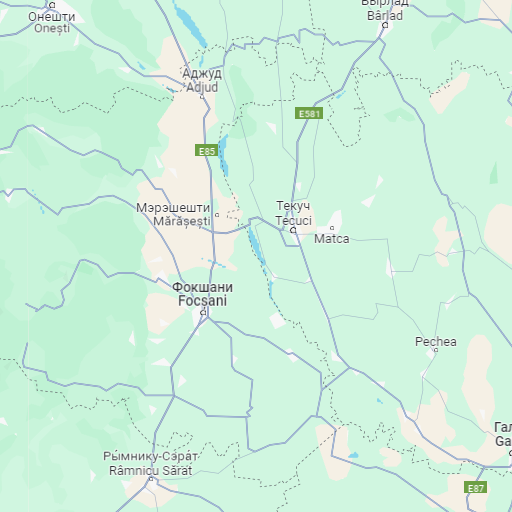 Онешти
Onești
Бырлад
Bârlad
Аджуд
Adjud
E581
E85
Мэрэшешти
Mărășești
Текуч
Tecuci
Matca
Фокшани
Focșani
Pechea
Рымнику-Сэрат
Râmnicu Sărat
E87